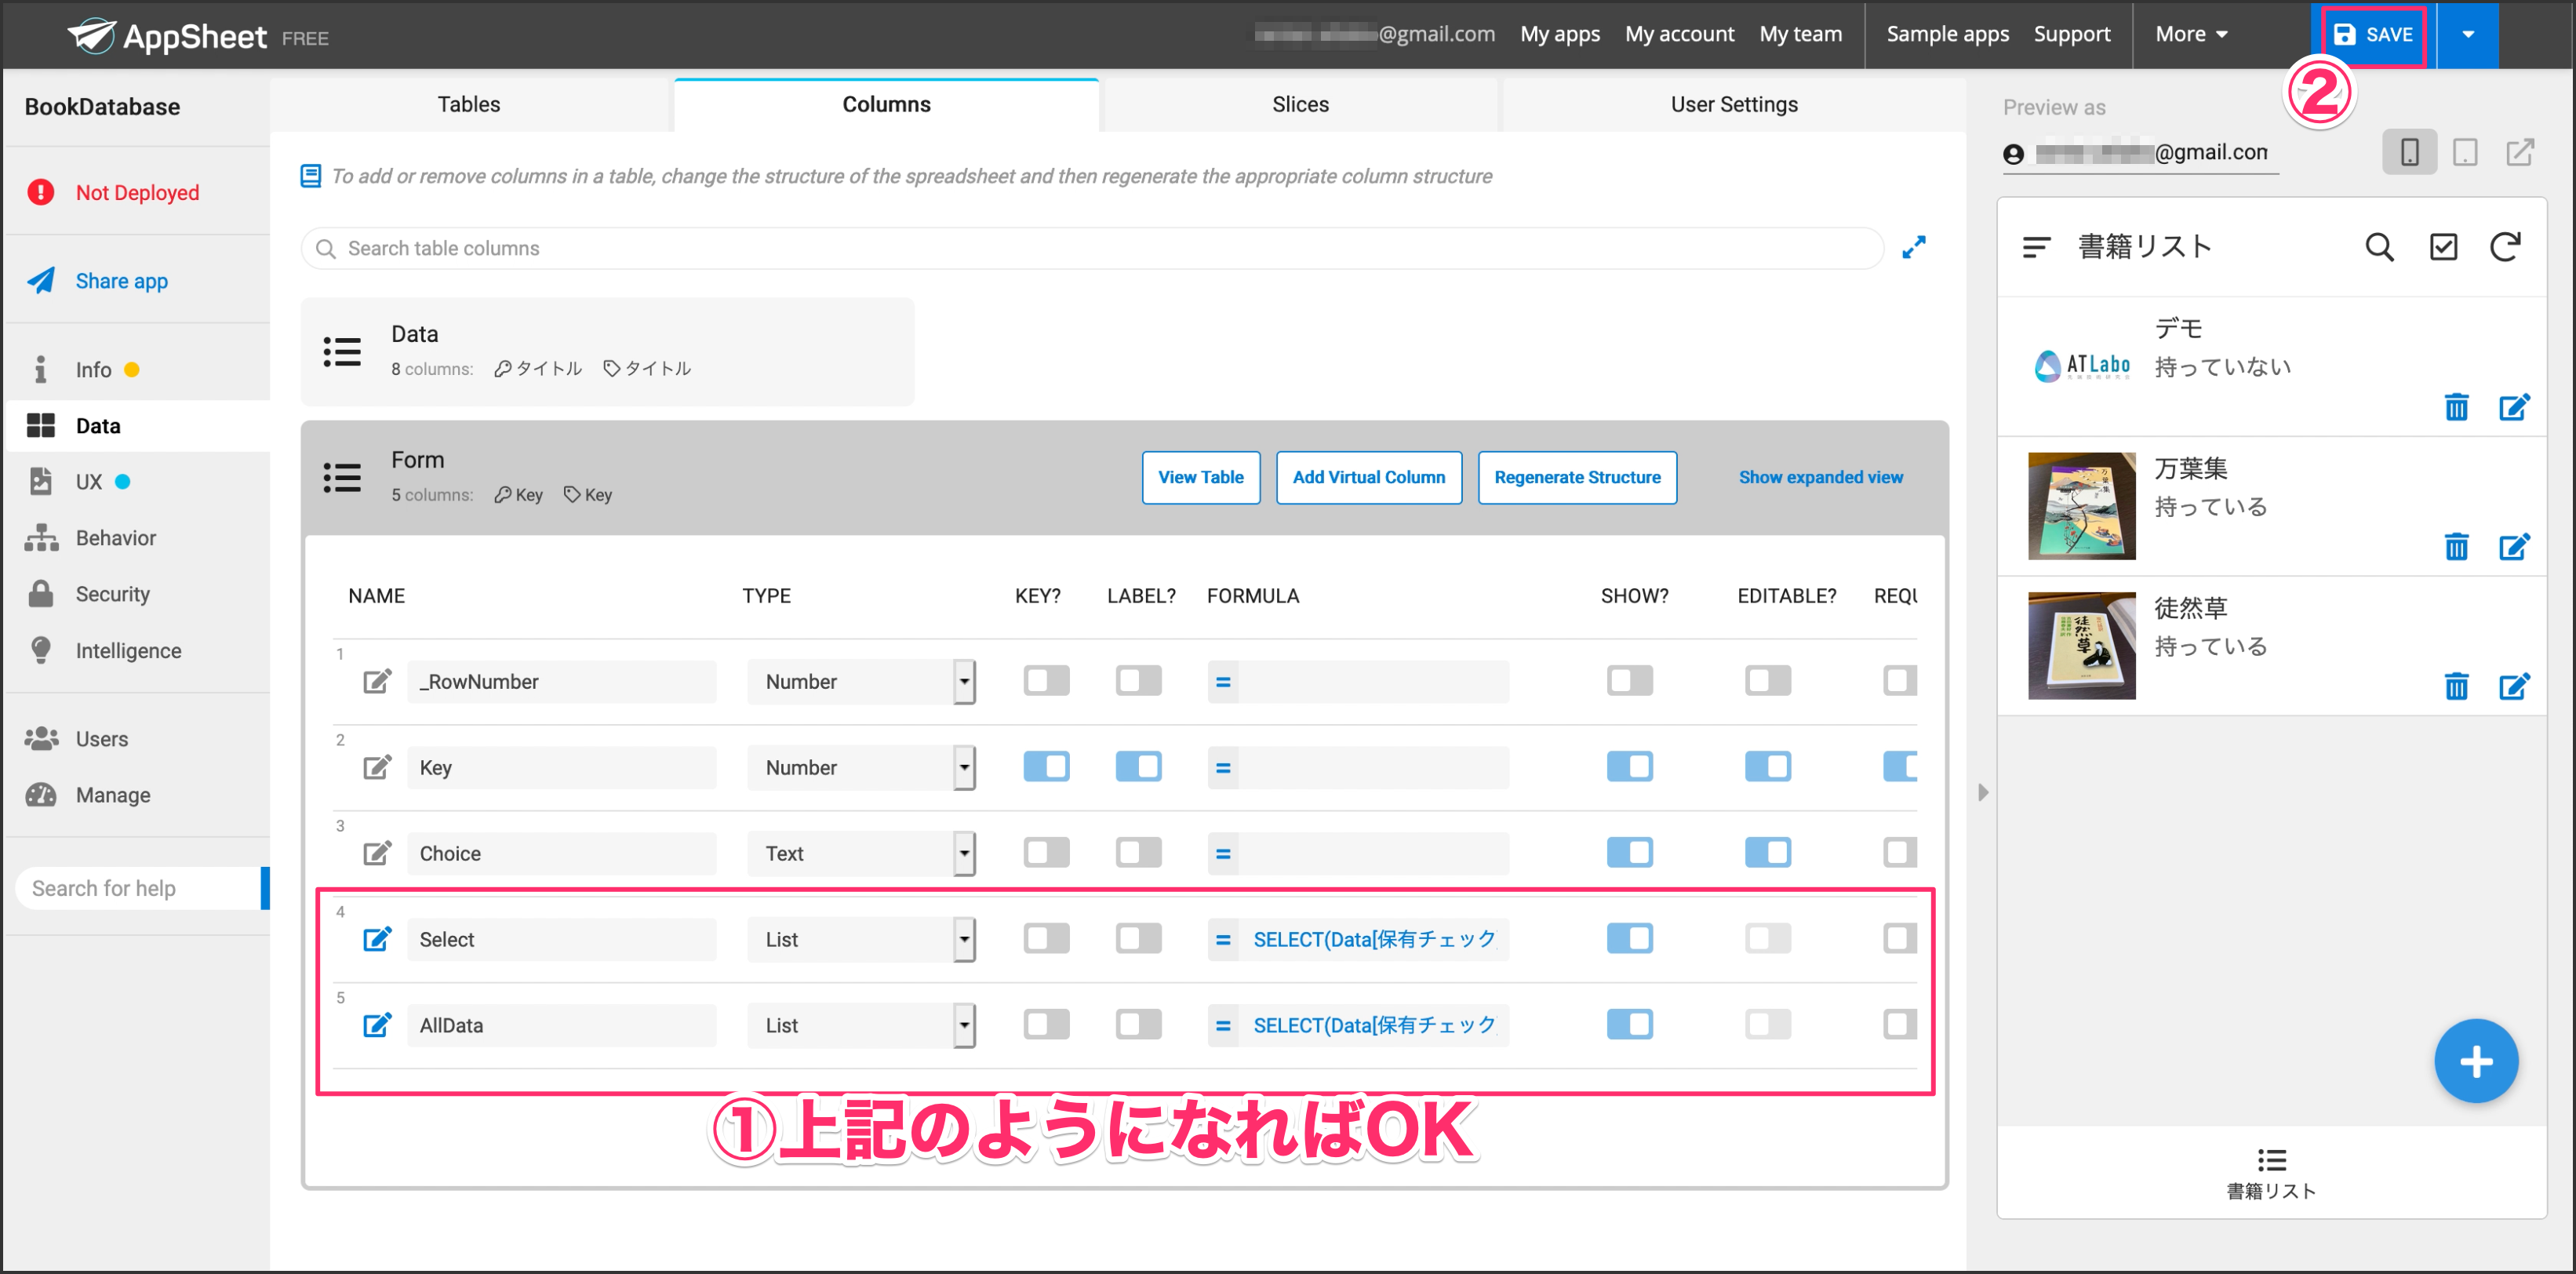 AppSheet FREE
@gmail.com My apps My account My team Sample apps Support More SAVE
②
BookDatabase
Not Deployed
Share app
Info
Data
UX
Behavior
Security
Intelligence
Users
Manage
Search for help
Tables Columns Slices User Settings
To add or remove columns in a table, change the structure of the spreadsheet and then regenerate the appropriate column structure
Search table columns
Data
8 columns: タイトル タイトル
Form
5 columns: Key Key
View Table Add Virtual Column Regenerate Structure Show expanded view
NAME TYPE KEY? LABEL? FORMULA SHOW? EDITABLE? REQU
1 _RowNumber Number =
2 Key Number =
3 Choice Text =
4 Select List = SELECT(Data[保有チェック
5 AllData List = SELECT(Data[保有チェック
①上記のようになればOK
Preview as
@gmail.com
書籍リスト
デモ
ATLabo
持っていない
万葉集
持っている
徒然草
徒然草
持っている
書籍リスト